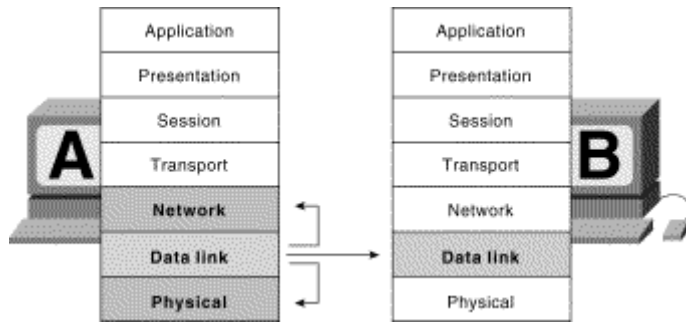 Application
Presentation
Session
Transport
Network
Data link
Physical
A
Application
Presentation
Session
Transport
Network
Data link
Physical
B